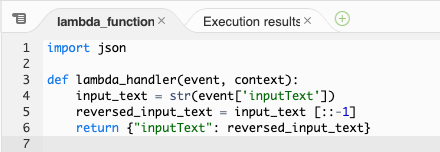 lambda_function × Execution results ×
1 import json
2
3 def lambda_handler(event, context):
4     input_text = str(event['inputText'])
5     reversed_input_text = input_text [::-1]
6     return {"inputText": reversed_input_text}
7